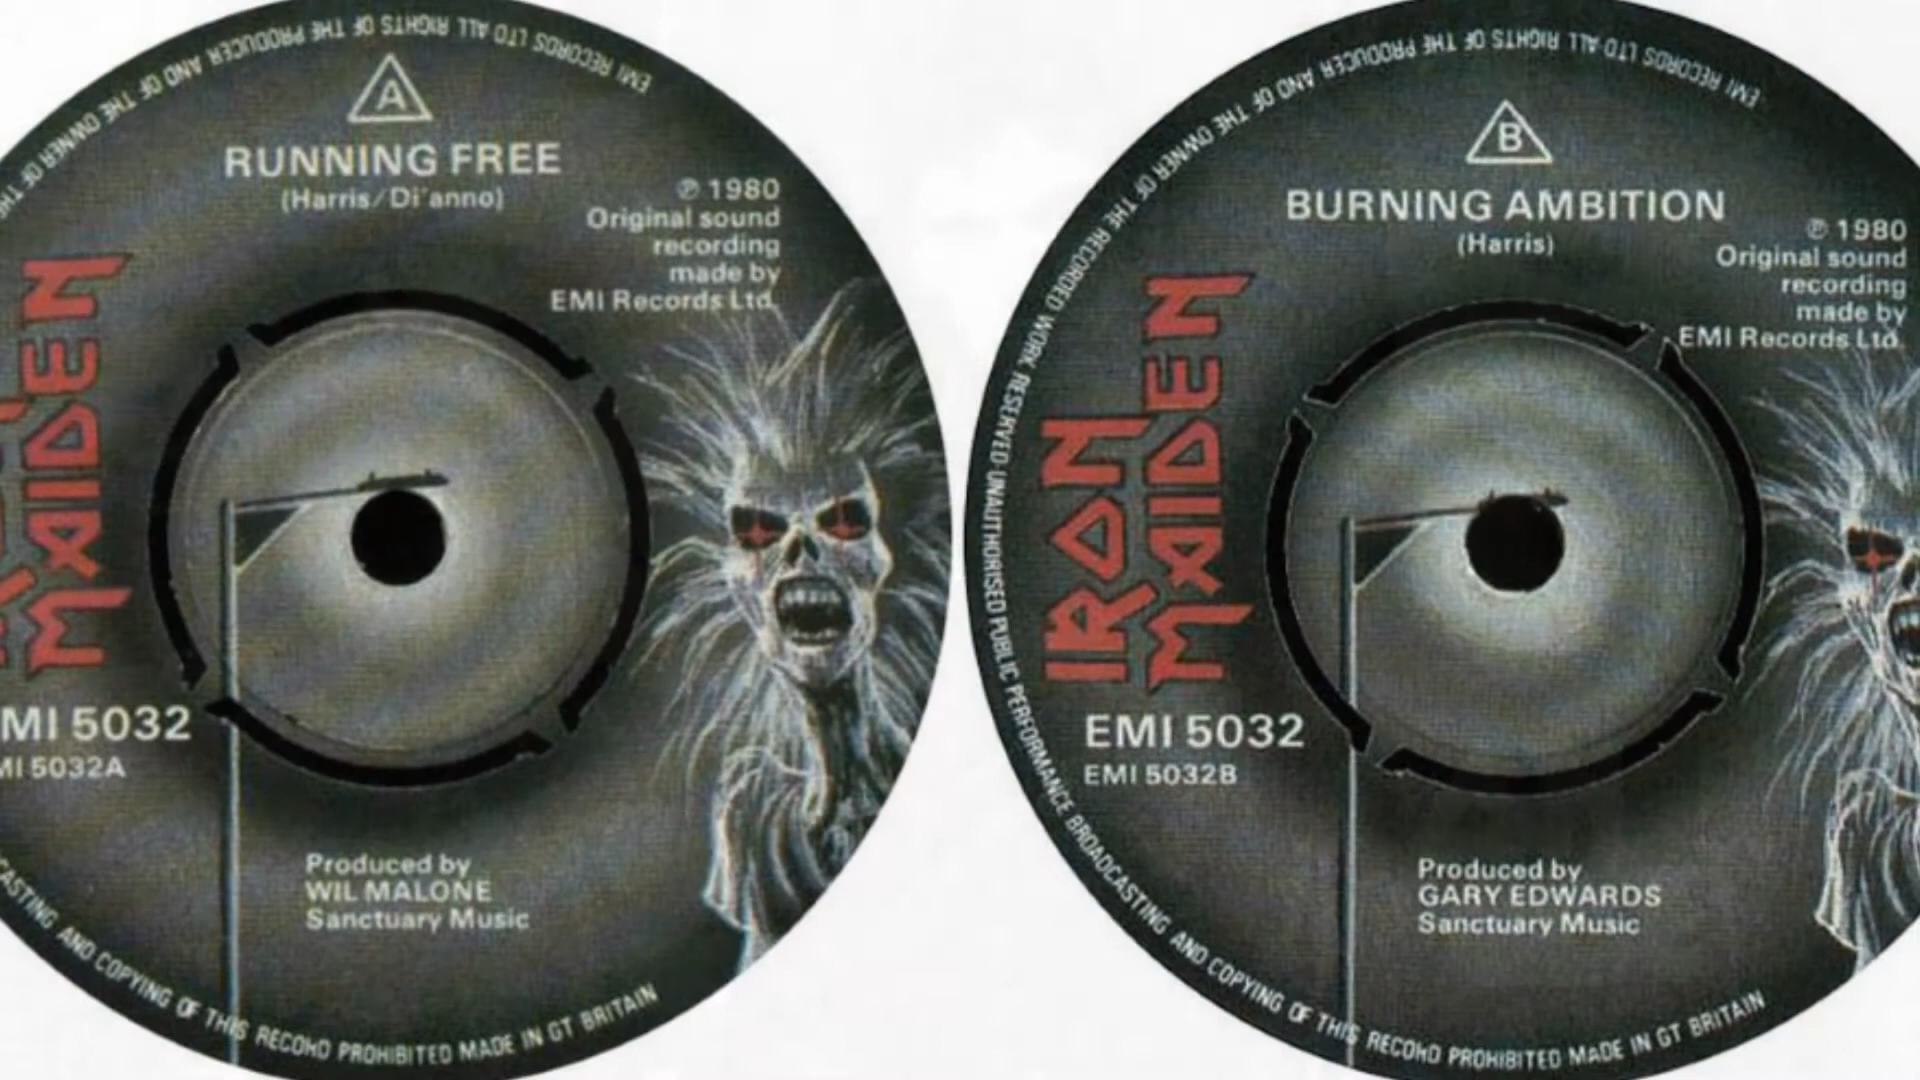 EMI RECORDS LTD ALL RIGHTS OF THE PRODUCER AND OF THE OWNER OF THE
A
RUNNING FREE
(Harris/Di'anno)
℗ 1980
Original sound
recording
made by
EMI Records Ltd.
MAIDEN
MI 5032
MI 5032A
Produced by
WIL MALONE
Sanctuary Music
CASTING AND COPYING OF THIS RECORD PROHIBITED MADE IN GT BRITAIN
EMI RECORDS LTD ALL RIGHTS OF THE PRODUCER AND OF THE OWNER OF THE RECORDED WORK RESERVED UNAUTHORISED PUBLIC PERFORMANCE BROADCASTING AND COPYING OF THIS RECORD PROHIBITED MADE IN GT BRITAIN
B
BURNING AMBITION
(Harris)
℗ 1980
Original sound
recording
made by
EMI Records Ltd.
IRON
MAIDEN
EMI 5032
EMI 5032B
Produced by
GARY EDWARDS
Sanctuary Music